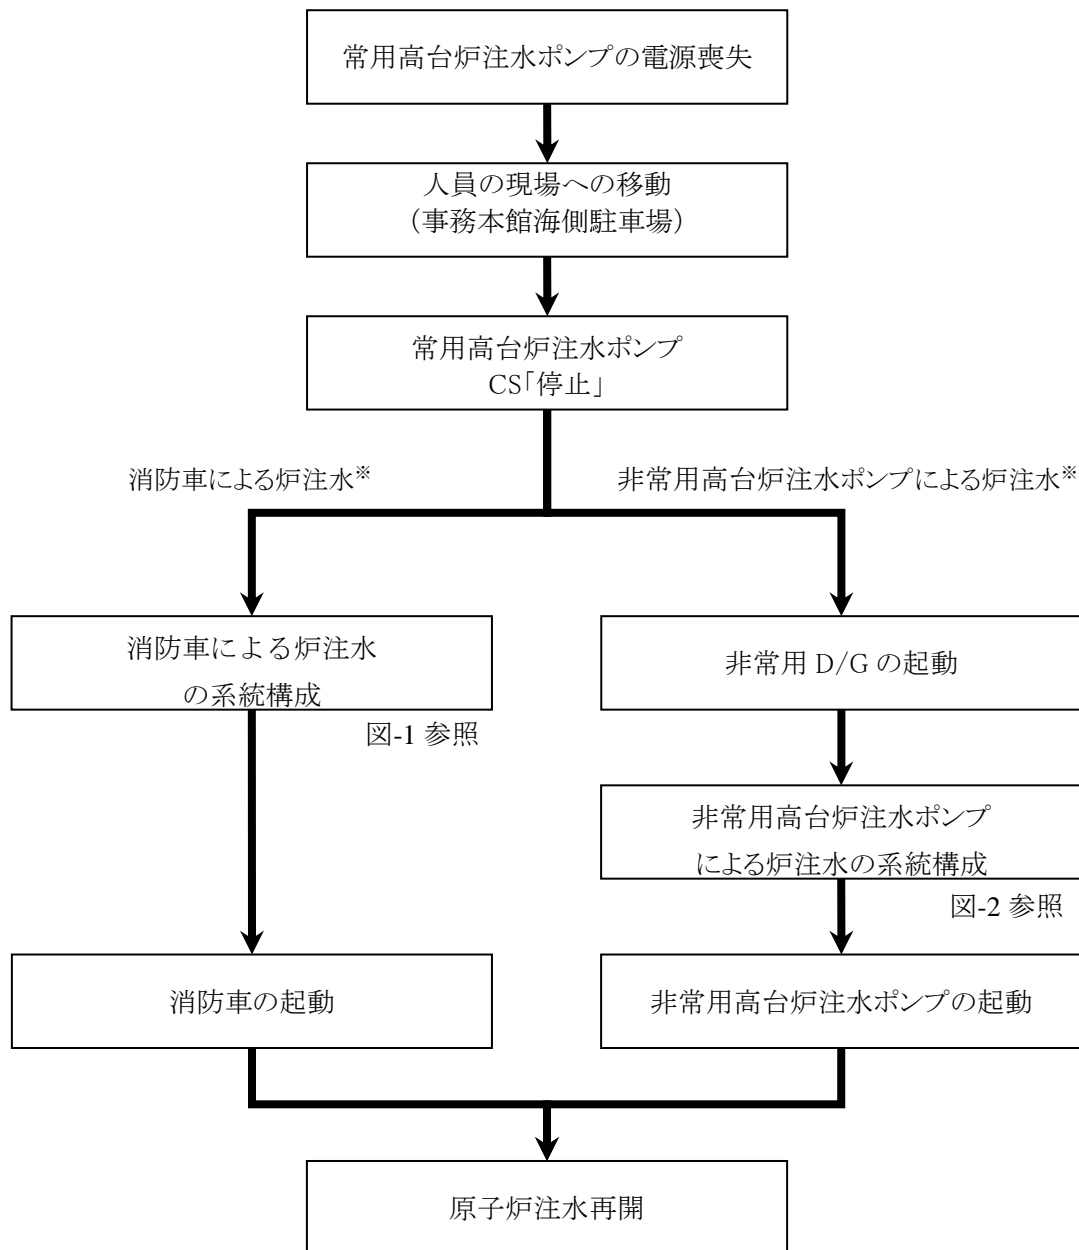 常用高台炉注水ポンプの電源喪失
人員の現場への移動
（事務本館海側駐車場）
常用高台炉注水ポンプ
CS「停止」
消防車による炉注水※
非常用高台炉注水ポンプによる炉注水※
消防車による炉注水
の系統構成
図-1 参照
非常用 D/G の起動
非常用高台炉注水ポンプ
による炉注水の系統構成
図-2 参照
消防車の起動
非常用高台炉注水ポンプの起動
原子炉注水再開